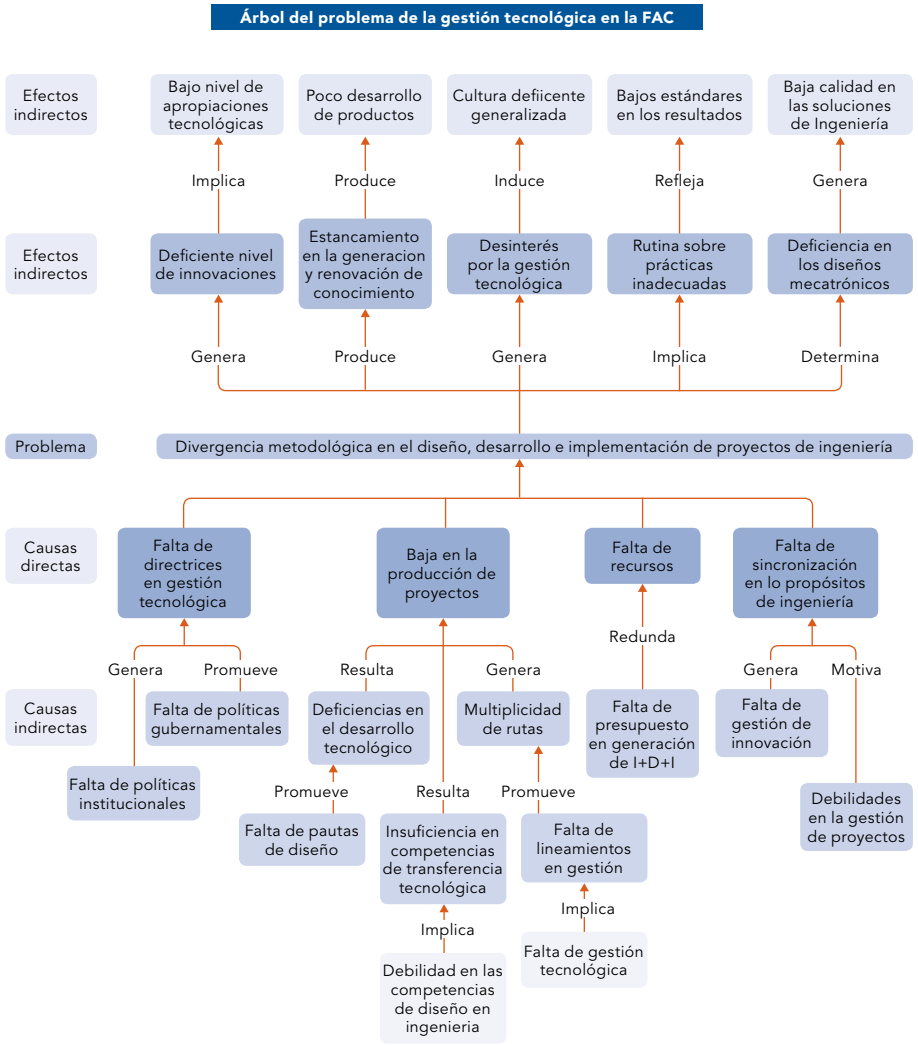 Árbol del problema de la gestión tecnológica en la FAC
Efectos
indirectos
Bajo nivel de
apropiaciones
tecnológicas
Poco desarrollo
de productos
Cultura defiicente
generalizada
Bajos estándares
en los resultados
Baja calidad en
las soluciones
de Ingeniería
Implica
Produce
Induce
Refleja
Genera
Efectos
indirectos
Deficiente nivel
de innovaciones
Estancamiento
en la generacion
y renovación de
conocimiento
Desinterés
por la gestión
tecnológica
Rutina sobre
prácticas
inadecuadas
Deficiencia en
los diseños
mecatrónicos
Genera
Produce
Genera
Implica
Determina
Problema
Divergencia metodológica en el diseño, desarrollo e implementación de proyectos de ingeniería
Causas
directas
Falta de
directrices
en gestión
tecnológica
Baja en la
producción de
proyectos
Falta de
recursos
Falta de
sincronización
en lo propósitos
de ingeniería
Redunda
Genera
Promueve
Resulta
Genera
Genera
Motiva
Causas
indirectas
Falta de políticas
gubernamentales
Deficiencias en
el desarrollo
tecnológico
Multiplicidad
de rutas
Falta de
presupuesto
en generación
de I+D+I
Falta de
gestión de
innovación
Falta de políticas
institucionales
Promueve
Resulta
Promueve
Debilidades
en la gestión
de proyectos
Falta de pautas
de diseño
Insuficiencia en
competencias
de transferencia
tecnológica
Falta de
lineamientos
en gestión
Implica
Implica
Debilidad en las
competencias
de diseño en
ingenieria
Falta de gestión
tecnológica